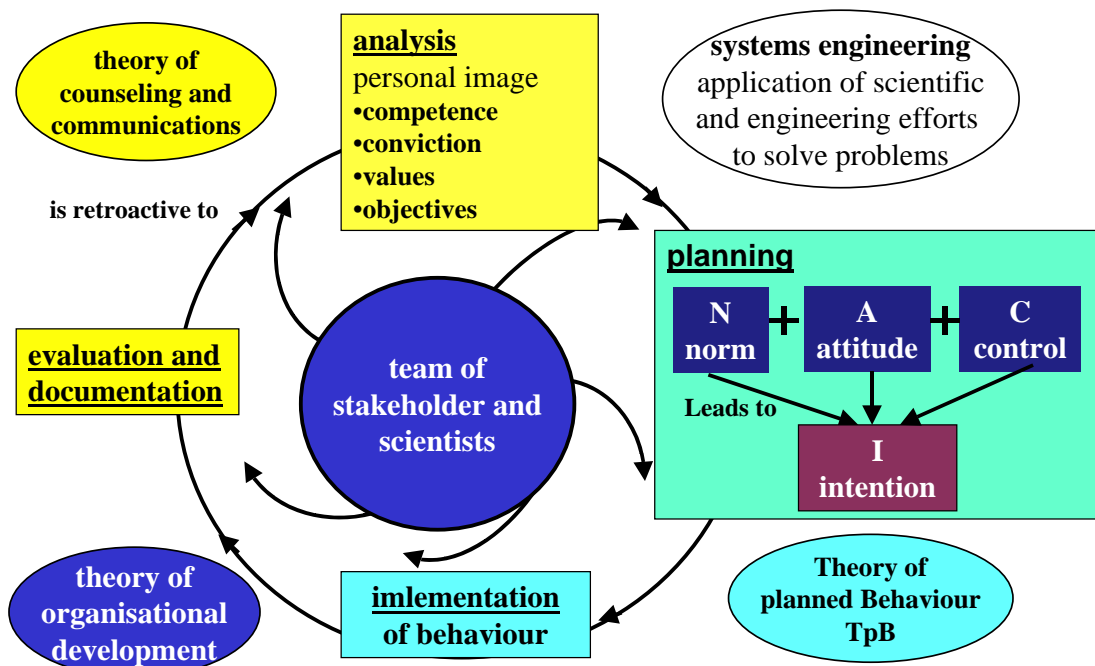 theory of
counseling and
communications
analysis
personal image
•competence
•conviction
•values
•objectives
systems engineering
application of scientific
and engineering efforts
to solve problems
is retroactive to
planning
N
norm
+
A
attitude
+
C
control
Leads to
I
intention
evaluation and
documentation
team of
stakeholder and
scientists
imlementation
of behaviour
theory of
organisational
development
Theory of
planned Behaviour
TpB